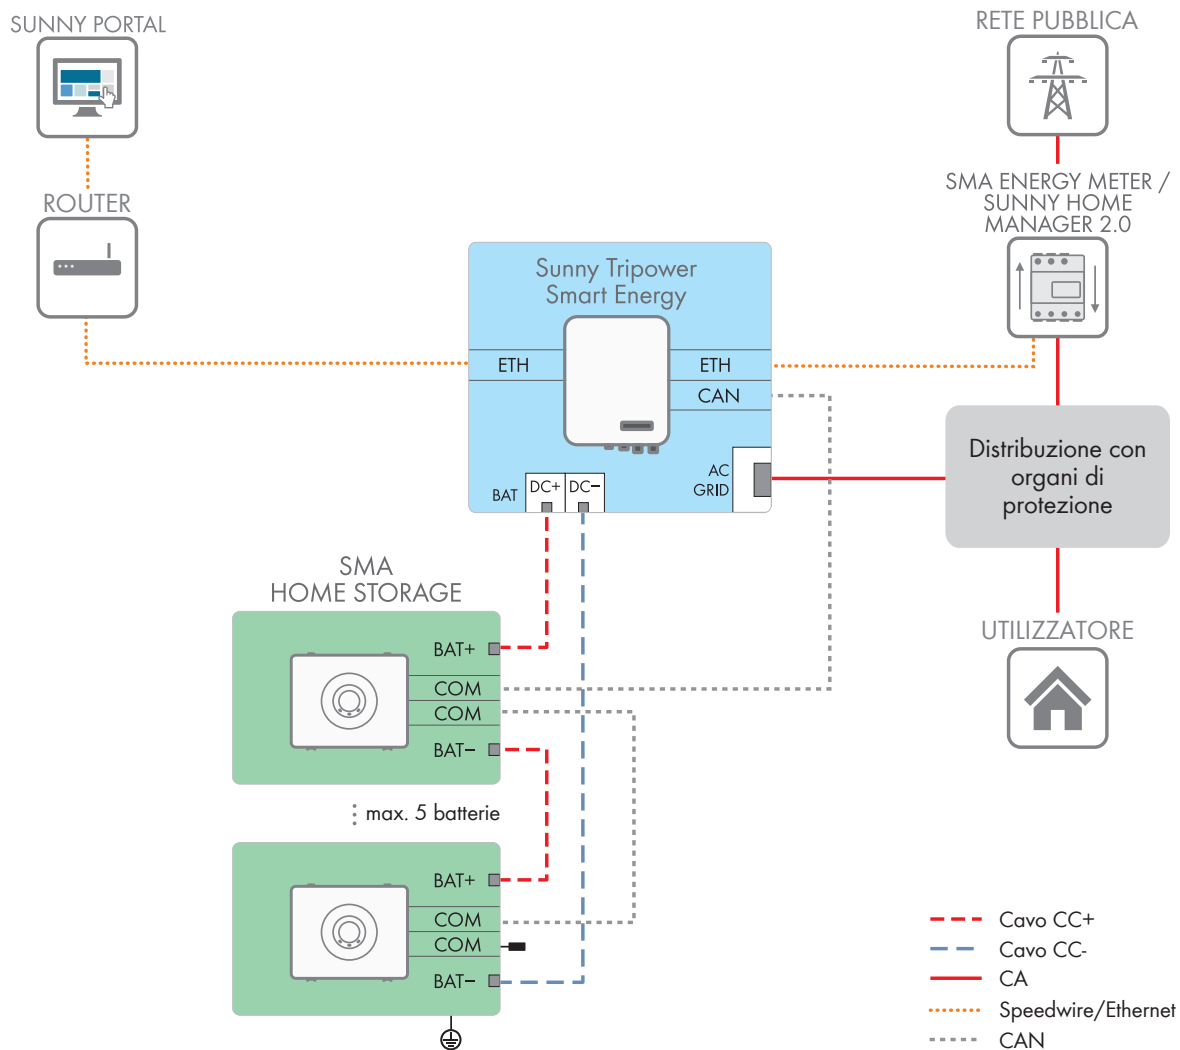 SUNNY PORTAL
RETE PUBBLICA
ROUTER
SMA ENERGY METER /
SUNNY HOME
MANAGER 2.0
Sunny Tripower
Smart Energy
ETH
ETH
CAN
AC
GRID
BAT
DC+
DC−
Distribuzione con
organi di
protezione
SMA
HOME STORAGE
BAT+
COM
COM
BAT−
UTILIZZATORE
max. 5 batterie
BAT+
COM
COM
BAT−
Cavo CC+
Cavo CC-
CA
Speedwire/Ethernet
CAN